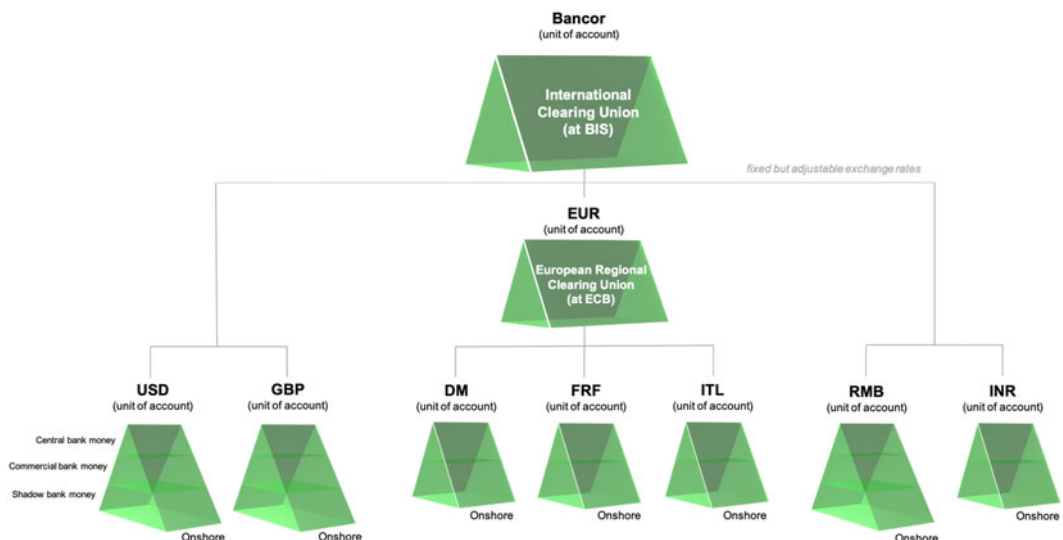 Bancor
(unit of account)
International
Clearing Union
(at BIS)
fixed but adjustable exchange rates
EUR
(unit of account)
European Regional
Clearing Union
(at ECB)
USD
(unit of account)
GBP
(unit of account)
DM
(unit of account)
FRF
(unit of account)
ITL
(unit of account)
RMB
(unit of account)
INR
(unit of account)
Central bank money
Commercial bank money
Shadow bank money
Onshore
Onshore
Onshore
Onshore
Onshore
Onshore
Onshore